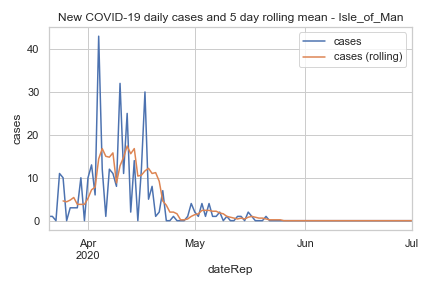 New COVID-19 daily cases and 5 day rolling mean - Isle_of_Man
cases
cases (rolling)
40
30
20
10
0
cases
Apr
2020
May
Jun
Jul
dateRep